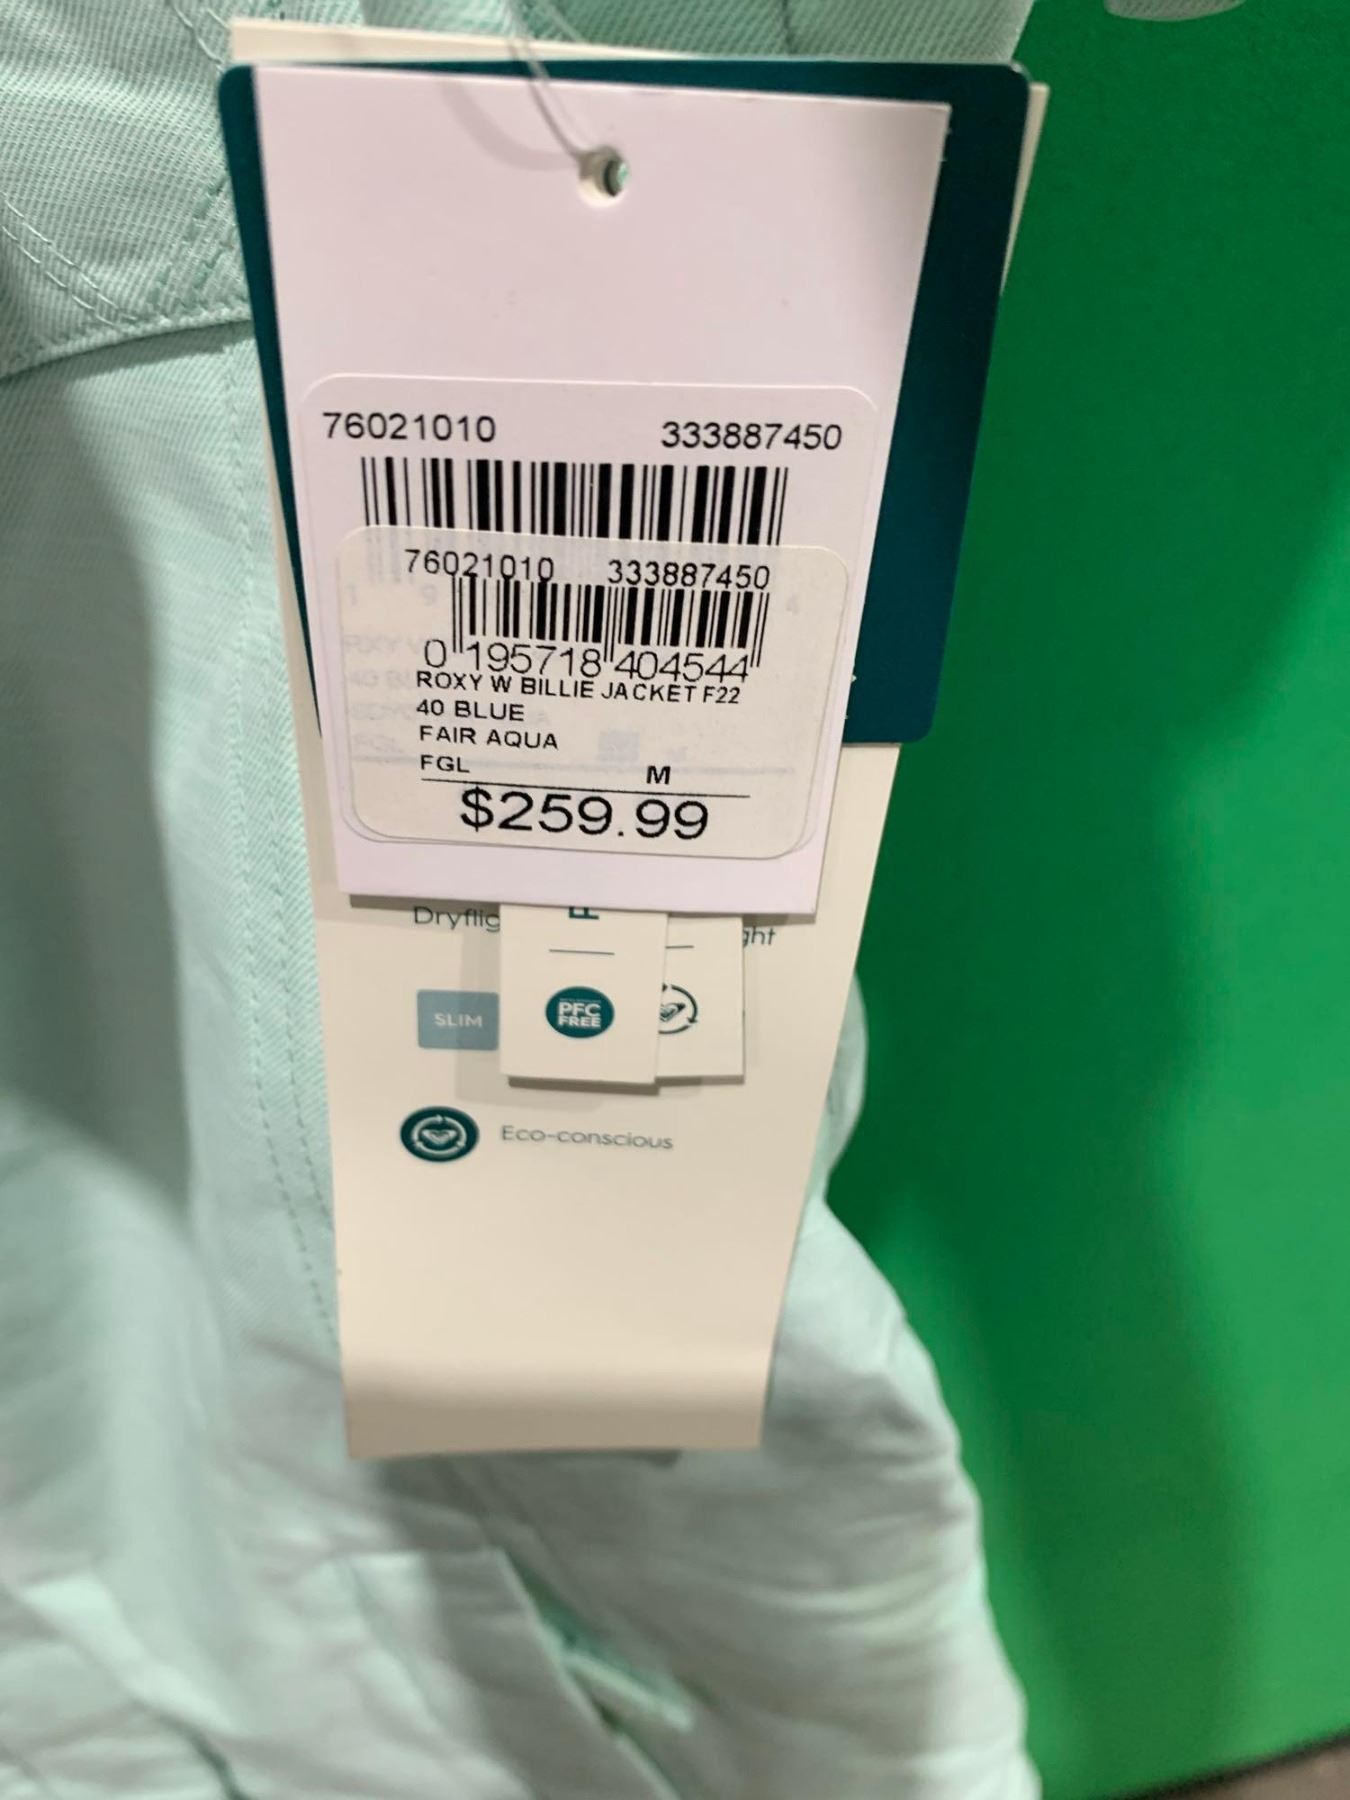 76021010 333887450
76021010 333887450
0 195718 404544
ROXY W BILLIE JACKET F22
40 BLUE
FAIR AQUA
FGL M
$259.99
PFC
FREE
SLIM
Eco-conscious